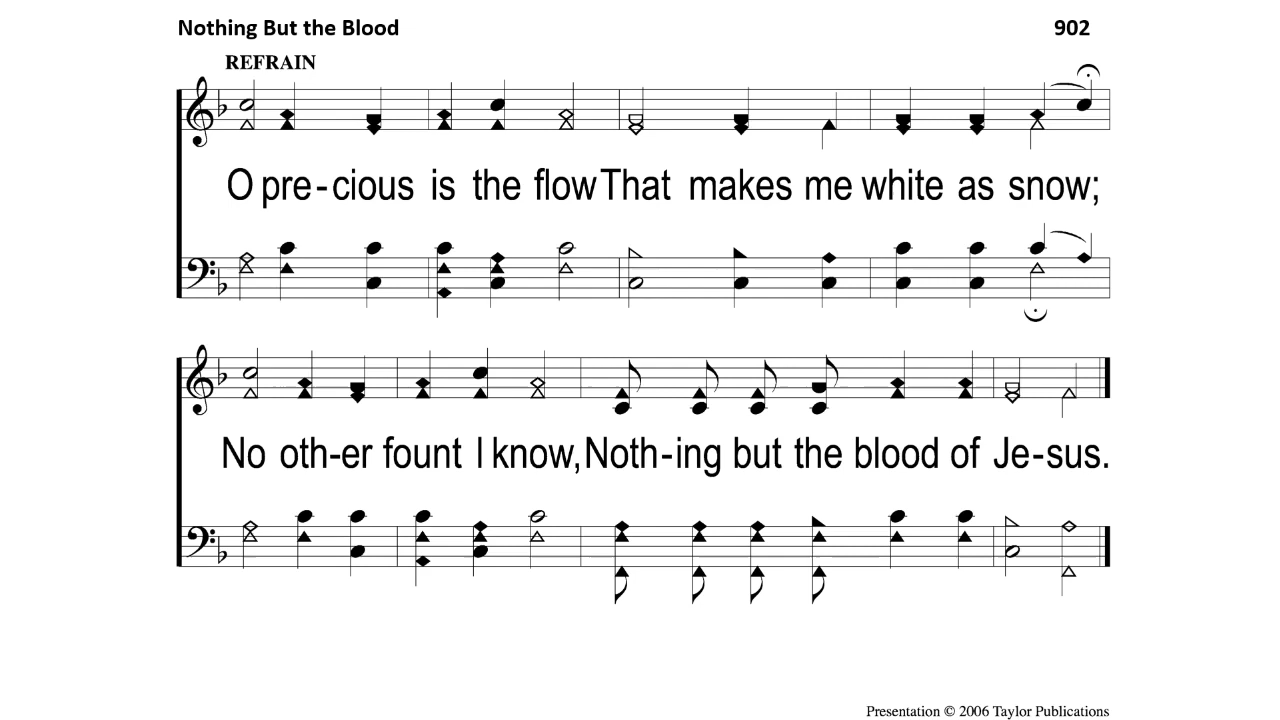 Nothing But the Blood 902
REFRAIN
O pre-cious is the flow That makes me white as snow;
No oth-er fount I know, Noth-ing but the blood of Je-sus.
Presentation © 2006 Taylor Publications